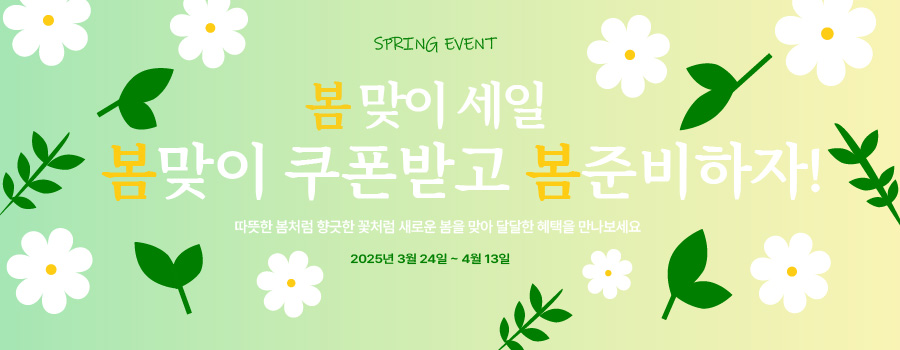 SPRING EVENT
봄 맞이 세일
봄맞이 쿠폰받고 봄준비하자!
따뜻한 봄처럼 향긋한 꽃처럼 새로운 봄을 맞아 달달한 혜택을 만나보세요
2025년 3월 24일 ~ 4월 13일